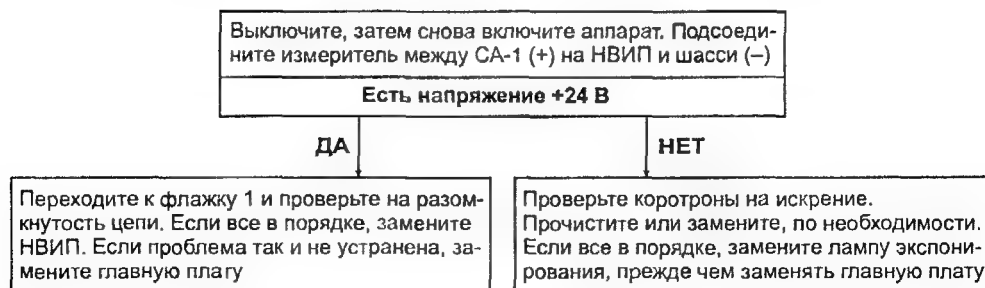 Выключите, затем снова включите аппарат. Подсоеди-
ните измеритель между СА-1 (+) на НВИП и шасси (–)
Есть напряжение +24 В
ДА
НЕТ
Переходите к флажку 1 и проверьте на разом-
кнутость цепи. Если все в порядке, замените
НВИП. Если проблема так и не устранена, за-
мените главную плату
Проверьте коротроны на искрение.
Прочистите или замените, по необходимости.
Если все в порядке, замените лампу экспони-
рования, прежде чем заменять главную плату